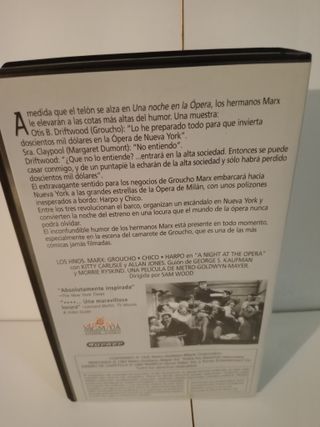 A medida que el telón se alza en Una noche en la Ópera, los hermanos Marx
le elevarán a las cotas más altas del humor. Una muestra:
Otis B. Driftwood (Groucho): "Lo he preparado todo para que invierta
doscientos mil dólares en la Ópera de Nueva York".
Sra. Claypool (Margaret Dumont): "No entiendo".
Driftwood: "¿Que no lo entiende? ...entrará en la alta sociedad. Entonces se puede
casar conmigo, y de un puntapié la echarán de la alta sociedad y sólo habrá perdido
doscientos mil dólares".
El extravagante sentido para los negocios de Groucho Marx embarcará hacia
Nueva York a las grandes estrellas de la Ópera de Milán, con unos polizones
inesperados a bordo: Harpo y Chico.
Entre los tres revolucionan el barco, organizan un escándalo en Nueva York y
convierten la noche del estreno en una locura que el mundo de la ópera nunca
podrá olvidar.
El inconfundible humor de los hermanos Marx está presente en todo momento,
especialmente en la escena del camarote de Groucho, que es una de las más
cómicas jamás filmadas.
LOS HNOS. MARX: GROUCHO • CHICO • HARPO en "A NIGHT AT THE OPERA"
con KITTY CARLISLE y ALLAN JONES. Guión de GEORGE S. KAUFMAN
y MORRIE RYSKIND. UNA PELICULA DE METRO-GOLDWYN-MAYER.
Dirigida por SAM WOOD
"Absolutamente inspirada"
—The New York Times
"..... Una maravillosa
locura"